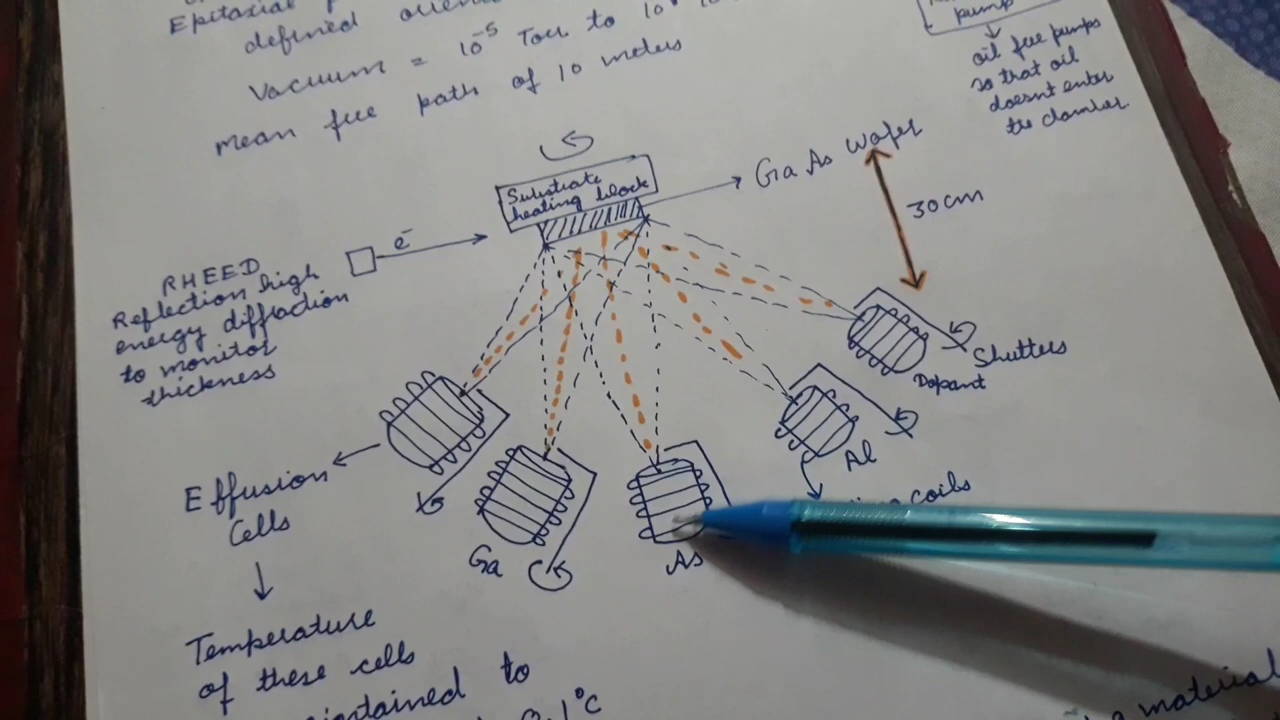 Epitaxial
defined
Vacuum = 10⁻⁵ Torr to
mean free path of 10 meters
pump
oil free pumps
so that oil
doesnt enter
the chamber
Substrate
heating block
GaAs wafer
30cm
e⁻
RHEED
Reflection high
energy diffraction
to monitor
thickness
Shutters
Dopant
Al
coils
Effusion
Cells
Ga
As
Temperature
of these cells
to
material